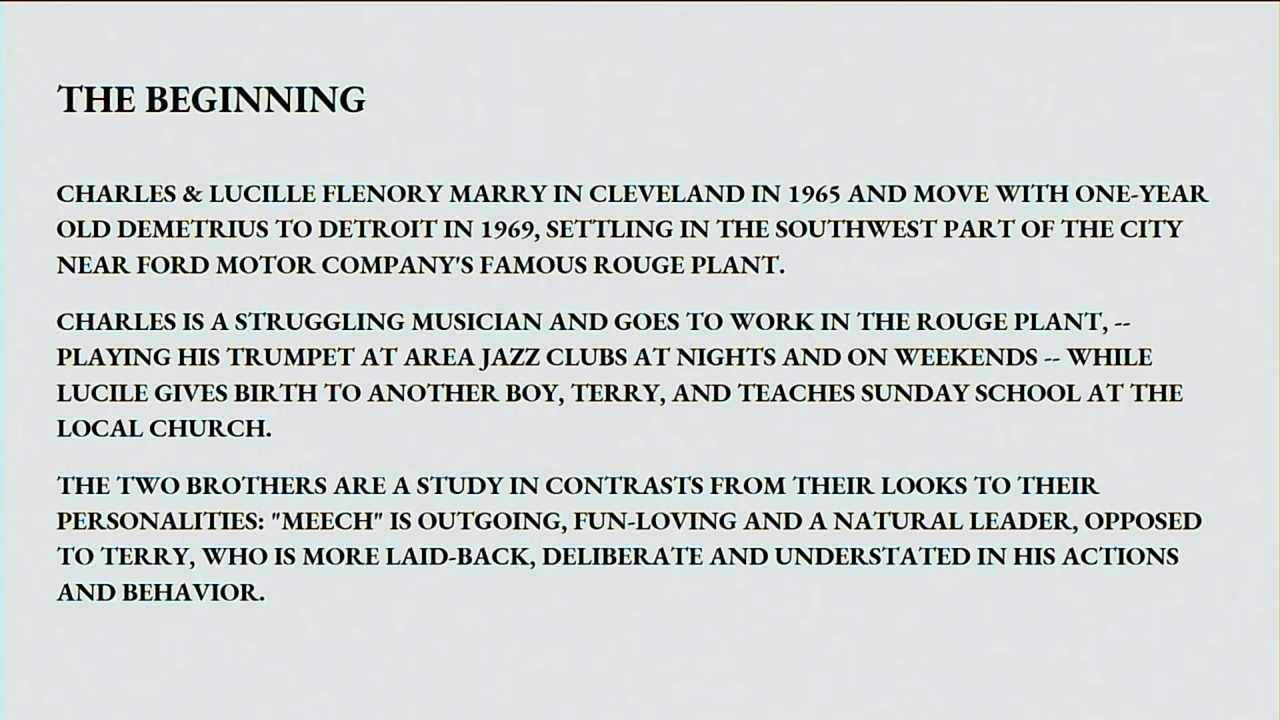 THE BEGINNING
CHARLES & LUCILLE FLENORY MARRY IN CLEVELAND IN 1965 AND MOVE WITH ONE-YEAR
OLD DEMETRIUS TO DETROIT IN 1969, SETTLING IN THE SOUTHWEST PART OF THE CITY
NEAR FORD MOTOR COMPANY'S FAMOUS ROUGE PLANT.
CHARLES IS A STRUGGLING MUSICIAN AND GOES TO WORK IN THE ROUGE PLANT, --
PLAYING HIS TRUMPET AT AREA JAZZ CLUBS AT NIGHTS AND ON WEEKENDS -- WHILE
LUCILE GIVES BIRTH TO ANOTHER BOY, TERRY, AND TEACHES SUNDAY SCHOOL AT THE
LOCAL CHURCH.
THE TWO BROTHERS ARE A STUDY IN CONTRASTS FROM THEIR LOOKS TO THEIR
PERSONALITIES: "MEECH" IS OUTGOING, FUN-LOVING AND A NATURAL LEADER, OPPOSED
TO TERRY, WHO IS MORE LAID-BACK, DELIBERATE AND UNDERSTATED IN HIS ACTIONS
AND BEHAVIOR.